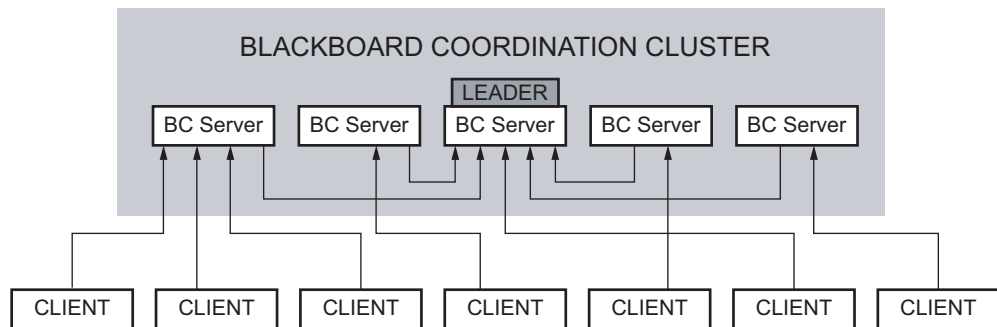 BLACKBOARD COORDINATION CLUSTER
LEADER
BC Server BC Server BC Server BC Server BC Server
CLIENT CLIENT CLIENT CLIENT CLIENT CLIENT CLIENT